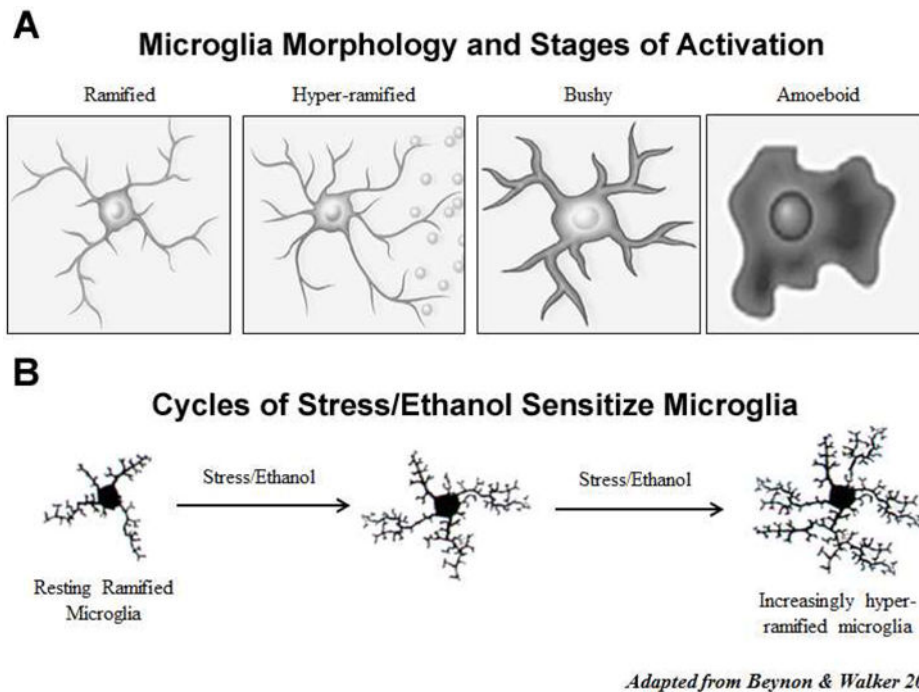 A
Microglia Morphology and Stages of Activation
Ramified Hyper-ramified Bushy Amoeboid
B
Cycles of Stress/Ethanol Sensitize Microglia
Stress/Ethanol Stress/Ethanol
Resting Ramified
Microglia
Increasingly hyper-
ramified microglia
Adapted from Beynon & Walker